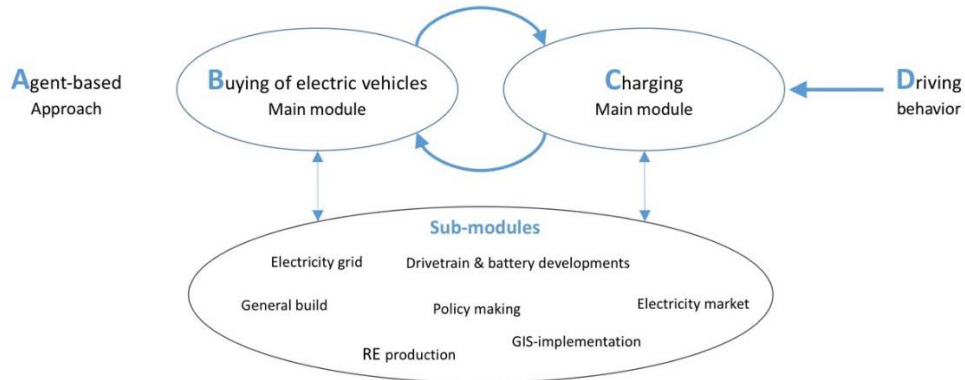 Agent-based
Approach
Buying of electric vehicles
Main module
Charging
Main module
Driving
behavior
Sub-modules
Electricity grid
Drivetrain & battery developments
General build
Policy making
Electricity market
RE production
GIS-implementation